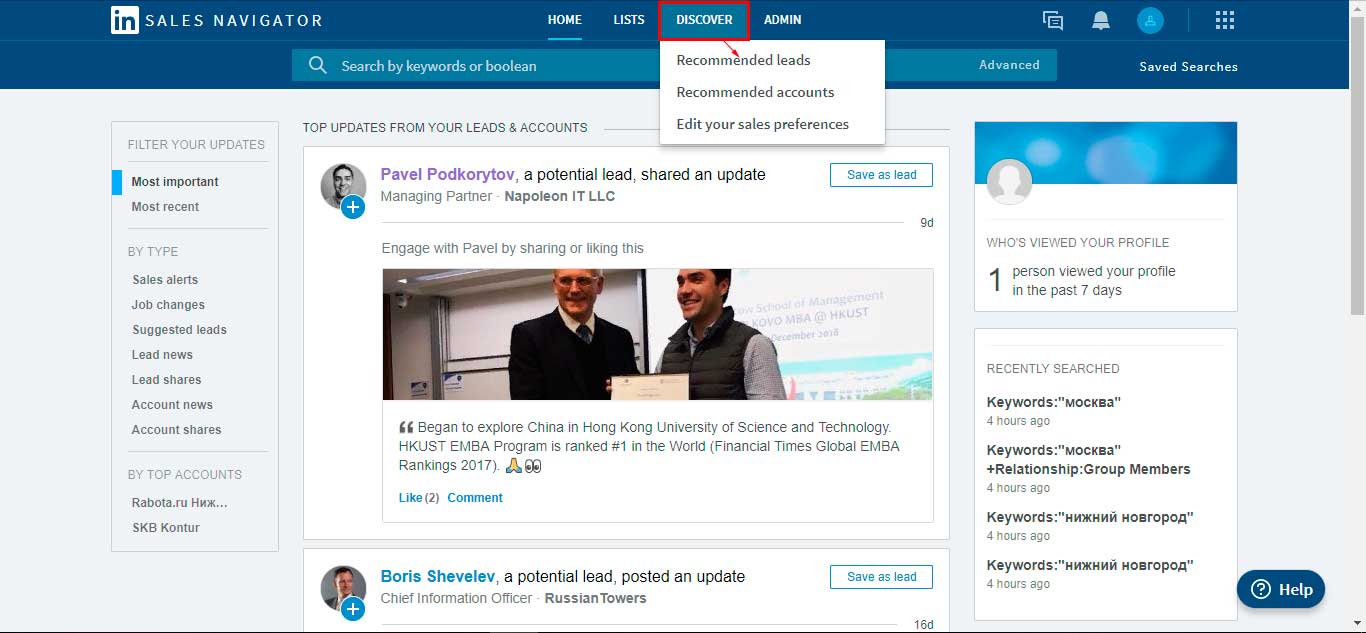 in SALES NAVIGATOR
HOME LISTS DISCOVER ADMIN
Search by keywords or boolean
Advanced
Saved Searches
Recommended leads
Recommended accounts
Edit your sales preferences
FILTER YOUR UPDATES
Most important
Most recent
BY TYPE
Sales alerts
Job changes
Suggested leads
Lead news
Lead shares
Account news
Account shares
BY TOP ACCOUNTS
Rabota.ru Ниж...
SKB Kontur
TOP UPDATES FROM YOUR LEADS & ACCOUNTS
Pavel Podkorytov, a potential lead, shared an update
Managing Partner · Napoleon IT LLC
Save as lead
9d
Engage with Pavel by sharing or liking this
School of Management
KOVO MBA @ HKUST
December 2018
“ Began to explore China in Hong Kong University of Science and Technology.
HKUST EMBA Program is ranked #1 in the World (Financial Times Global EMBA
Rankings 2017). 🙏👀
Like (2) Comment
Boris Shevelev, a potential lead, posted an update
Chief Information Officer · RussianTowers
Save as lead
16d
WHO'S VIEWED YOUR PROFILE
1 person viewed your profile
in the past 7 days
RECENTLY SEARCHED
Keywords:"москва"
4 hours ago
Keywords:"москва"
+Relationship:Group Members
4 hours ago
Keywords:"нижний новгород"
4 hours ago
Keywords:"нижний новгород"
4 hours ago
Help